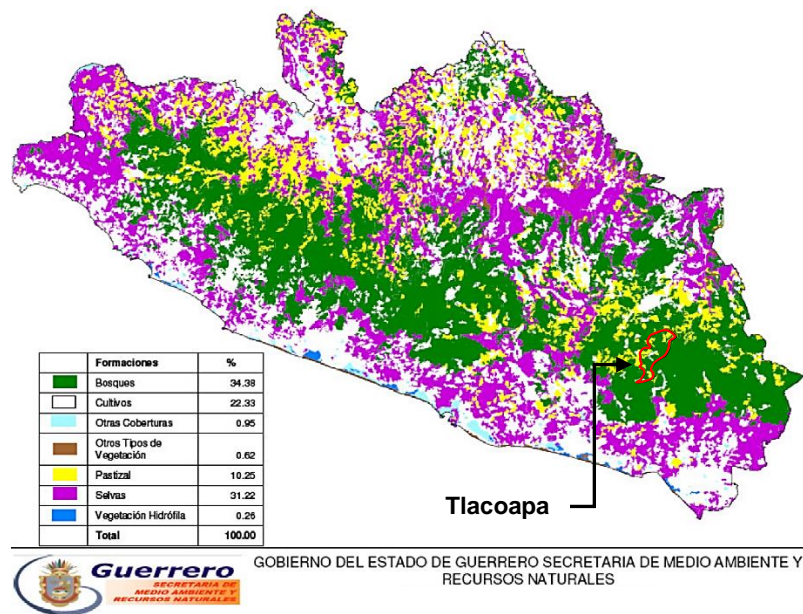 Formaciones %
Bosques 34.38
Cultivos 22.33
Otras Coberturas 0.95
Otros Tipos de
Vegetación 0.62
Pastizal 10.25
Selvas 31.22
Vegetación Hidrófila 0.26
Total 100.00
Tlacoapa
Guerrero
SECRETARIA DE
MEDIO AMBIENTE Y
RECURSOS NATURALES
GOBIERNO DEL ESTADO DE GUERRERO SECRETARIA DE MEDIO AMBIENTE Y
RECURSOS NATURALES